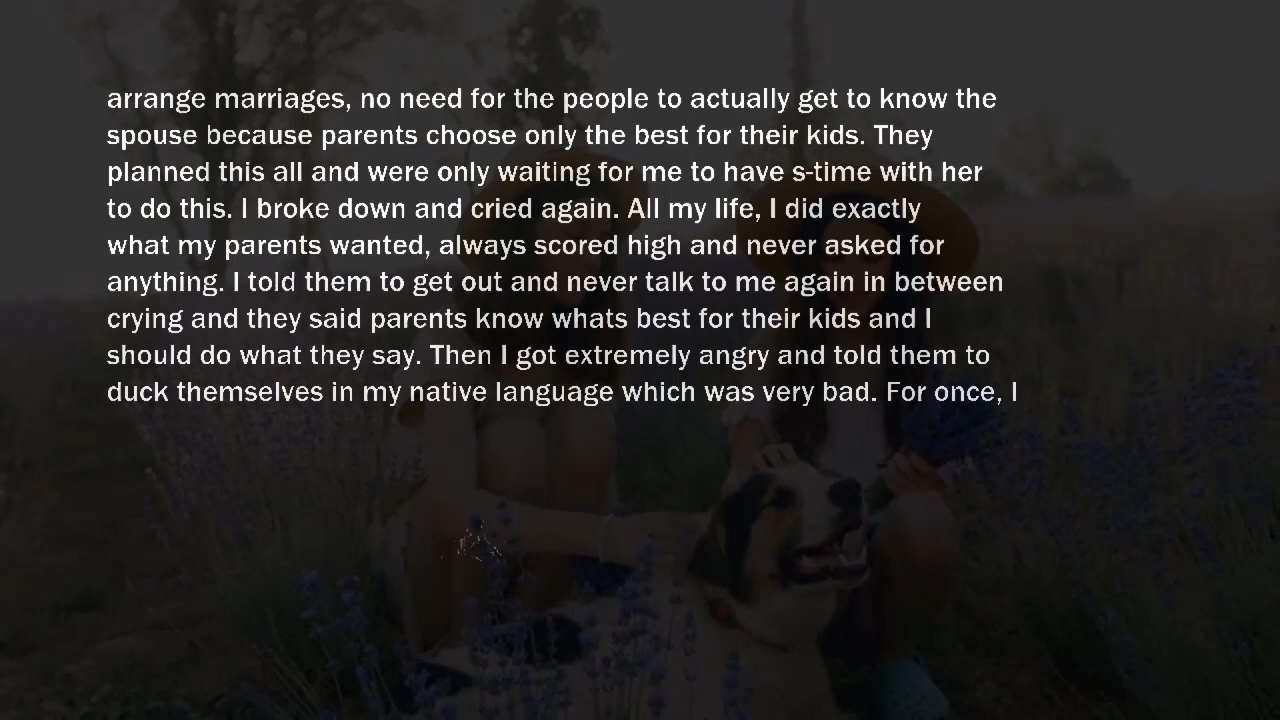 arrange marriages, no need for the people to actually get to know the
spouse because parents choose only the best for their kids. They
planned this all and were only waiting for me to have s-time with her
to do this. I broke down and cried again. All my life, I did exactly
what my parents wanted, always scored high and never asked for
anything. I told them to get out and never talk to me again in between
crying and they said parents know whats best for their kids and I
should do what they say. Then I got extremely angry and told them to
duck themselves in my native language which was very bad. For once, I